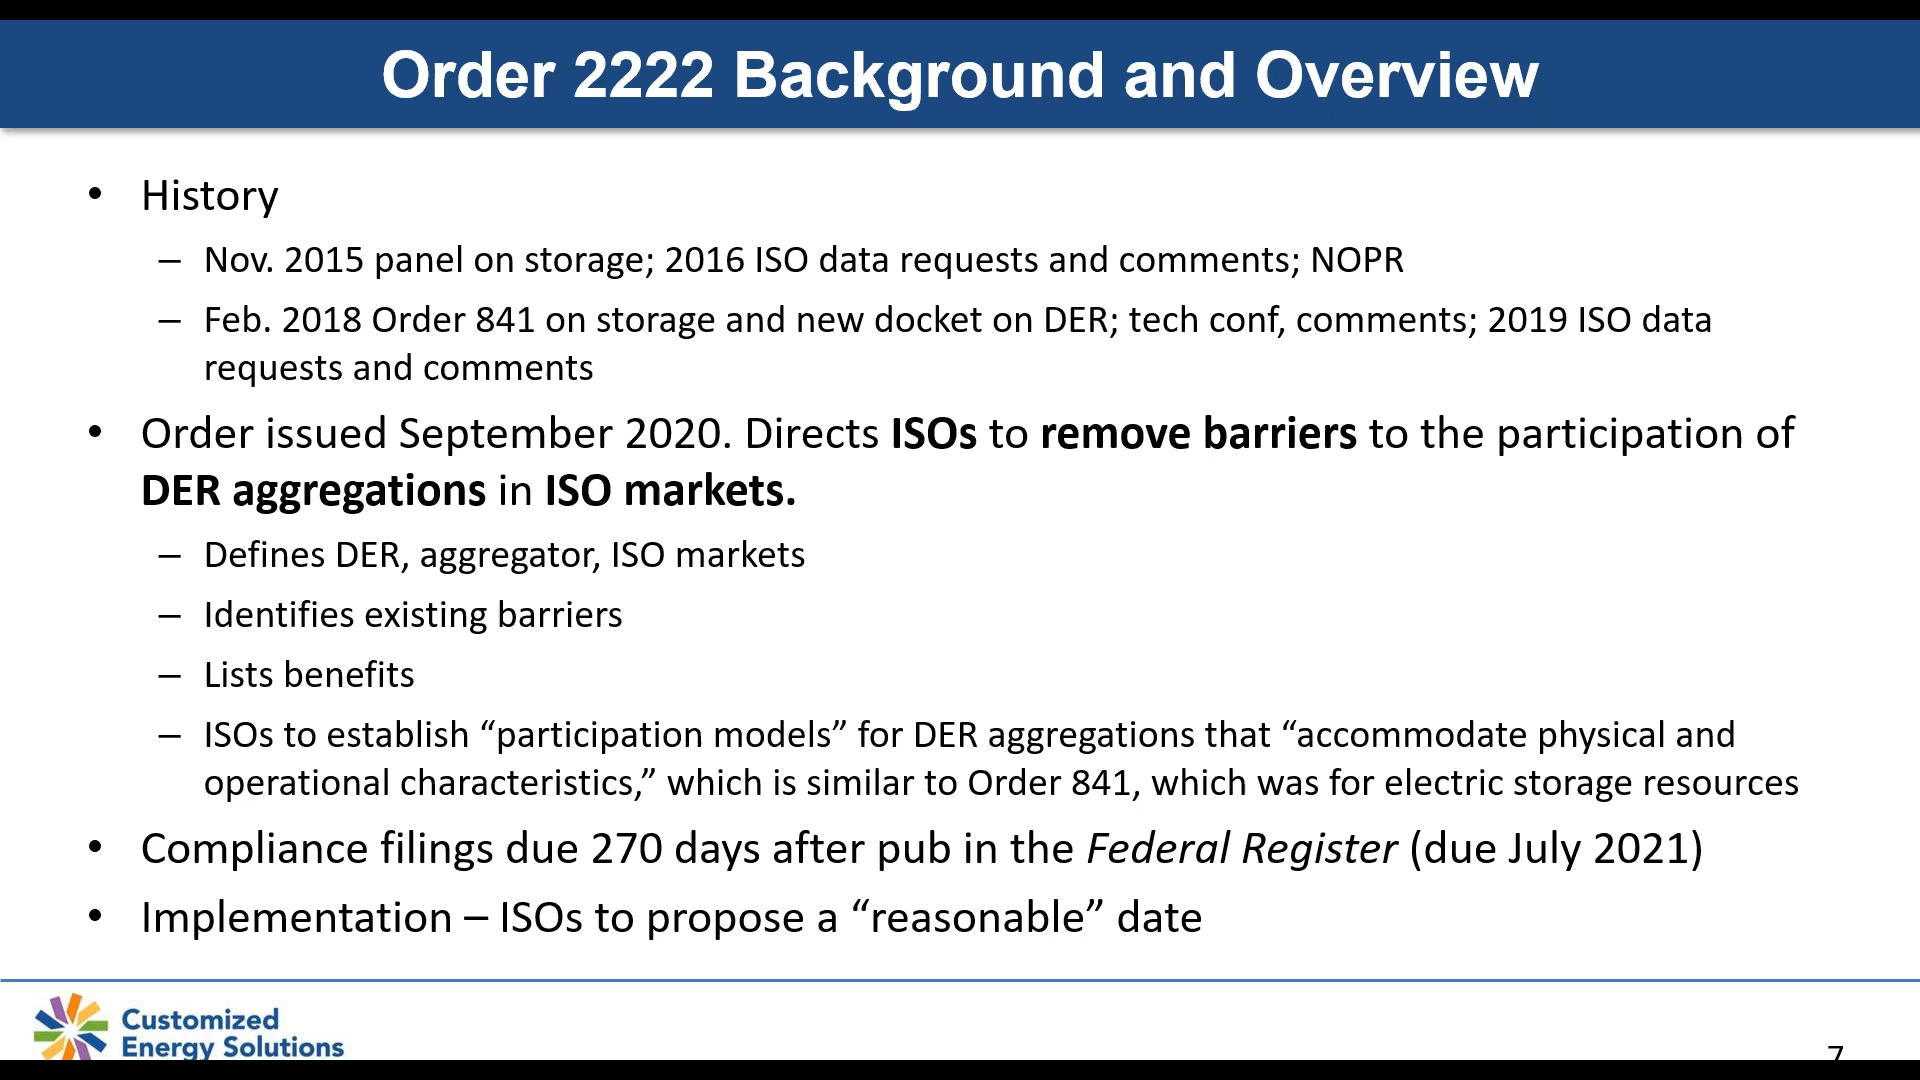 Order 2222 Background and Overview
• History
– Nov. 2015 panel on storage; 2016 ISO data requests and comments; NOPR
– Feb. 2018 Order 841 on storage and new docket on DER; tech conf, comments; 2019 ISO data
requests and comments
• Order issued September 2020. Directs ISOs to remove barriers to the participation of
DER aggregations in ISO markets.
– Defines DER, aggregator, ISO markets
– Identifies existing barriers
– Lists benefits
– ISOs to establish “participation models” for DER aggregations that “accommodate physical and
operational characteristics,” which is similar to Order 841, which was for electric storage resources
• Compliance filings due 270 days after pub in the Federal Register (due July 2021)
• Implementation – ISOs to propose a “reasonable” date
Customized
Energy Solutions
7